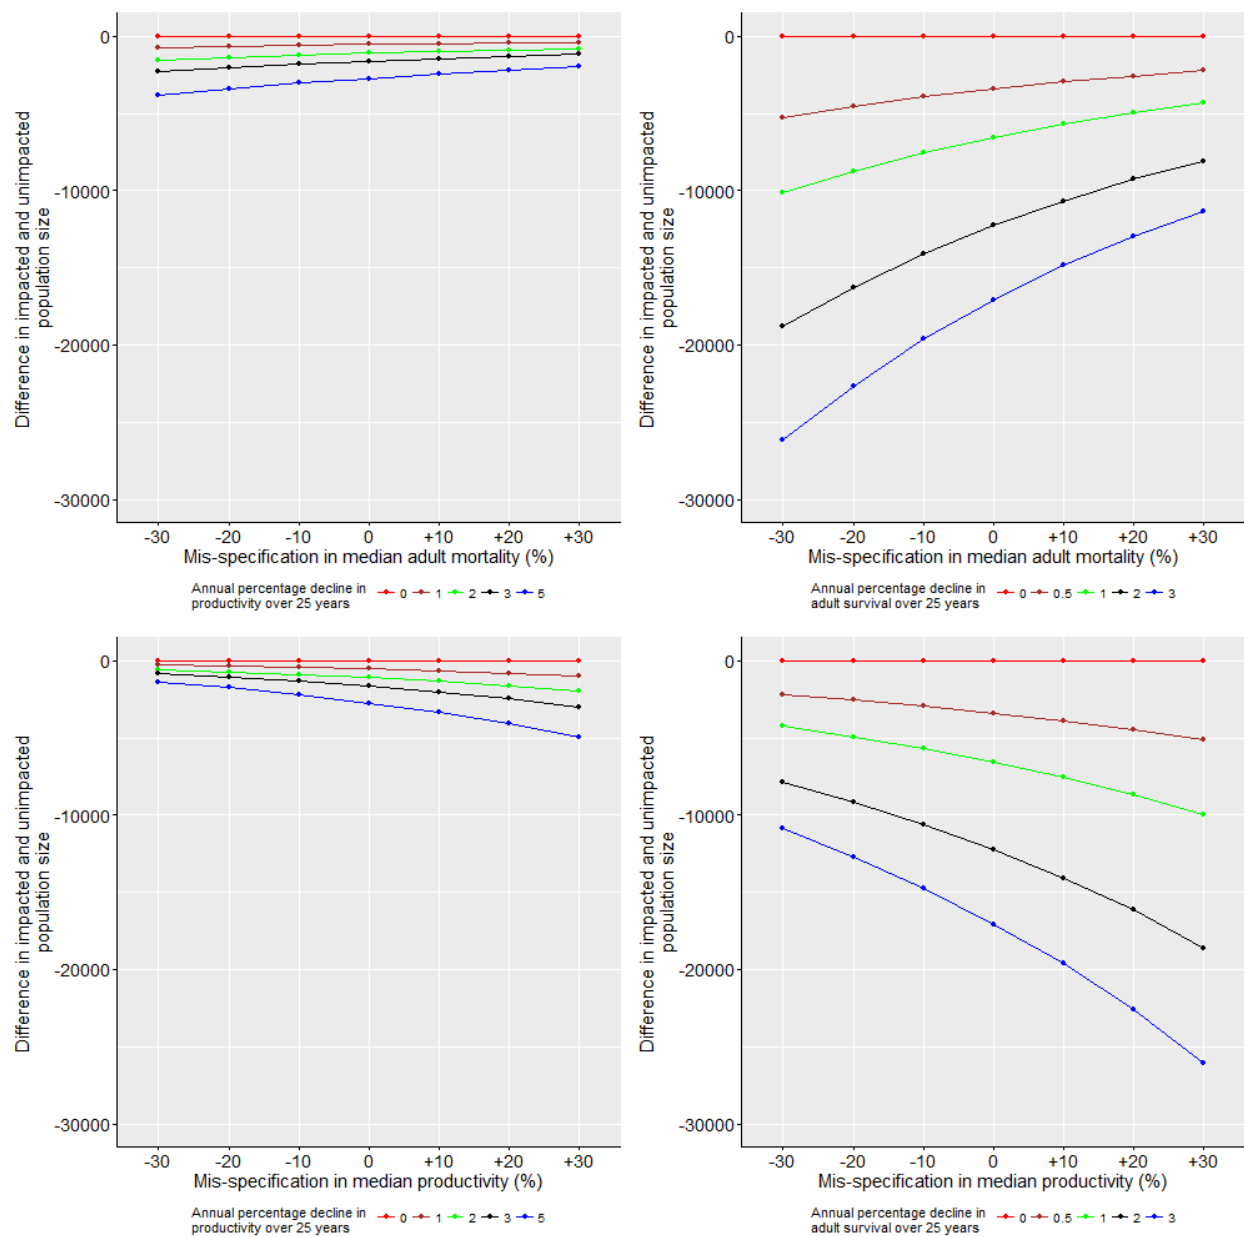 Difference in impacted and unimpacted
population size
0
-10000
-20000
-30000
-30 -20 -10 0 +10 +20 +30
Mis-specification in median adult mortality (%)
Annual percentage decline in
productivity over 25 years
0 1 2 3 5
Difference in impacted and unimpacted
population size
0
-10000
-20000
-30000
-30 -20 -10 0 +10 +20 +30
Mis-specification in median adult mortality (%)
Annual percentage decline in
adult survival over 25 years
0 0.5 1 2 3
Difference in impacted and unimpacted
population size
0
-10000
-20000
-30000
-30 -20 -10 0 +10 +20 +30
Mis-specification in median productivity (%)
Annual percentage decline in
productivity over 25 years
0 1 2 3 5
Difference in impacted and unimpacted
population size
0
-10000
-20000
-30000
-30 -20 -10 0 +10 +20 +30
Mis-specification in median productivity (%)
Annual percentage decline in
adult survival over 25 years
0 0.5 1 2 3